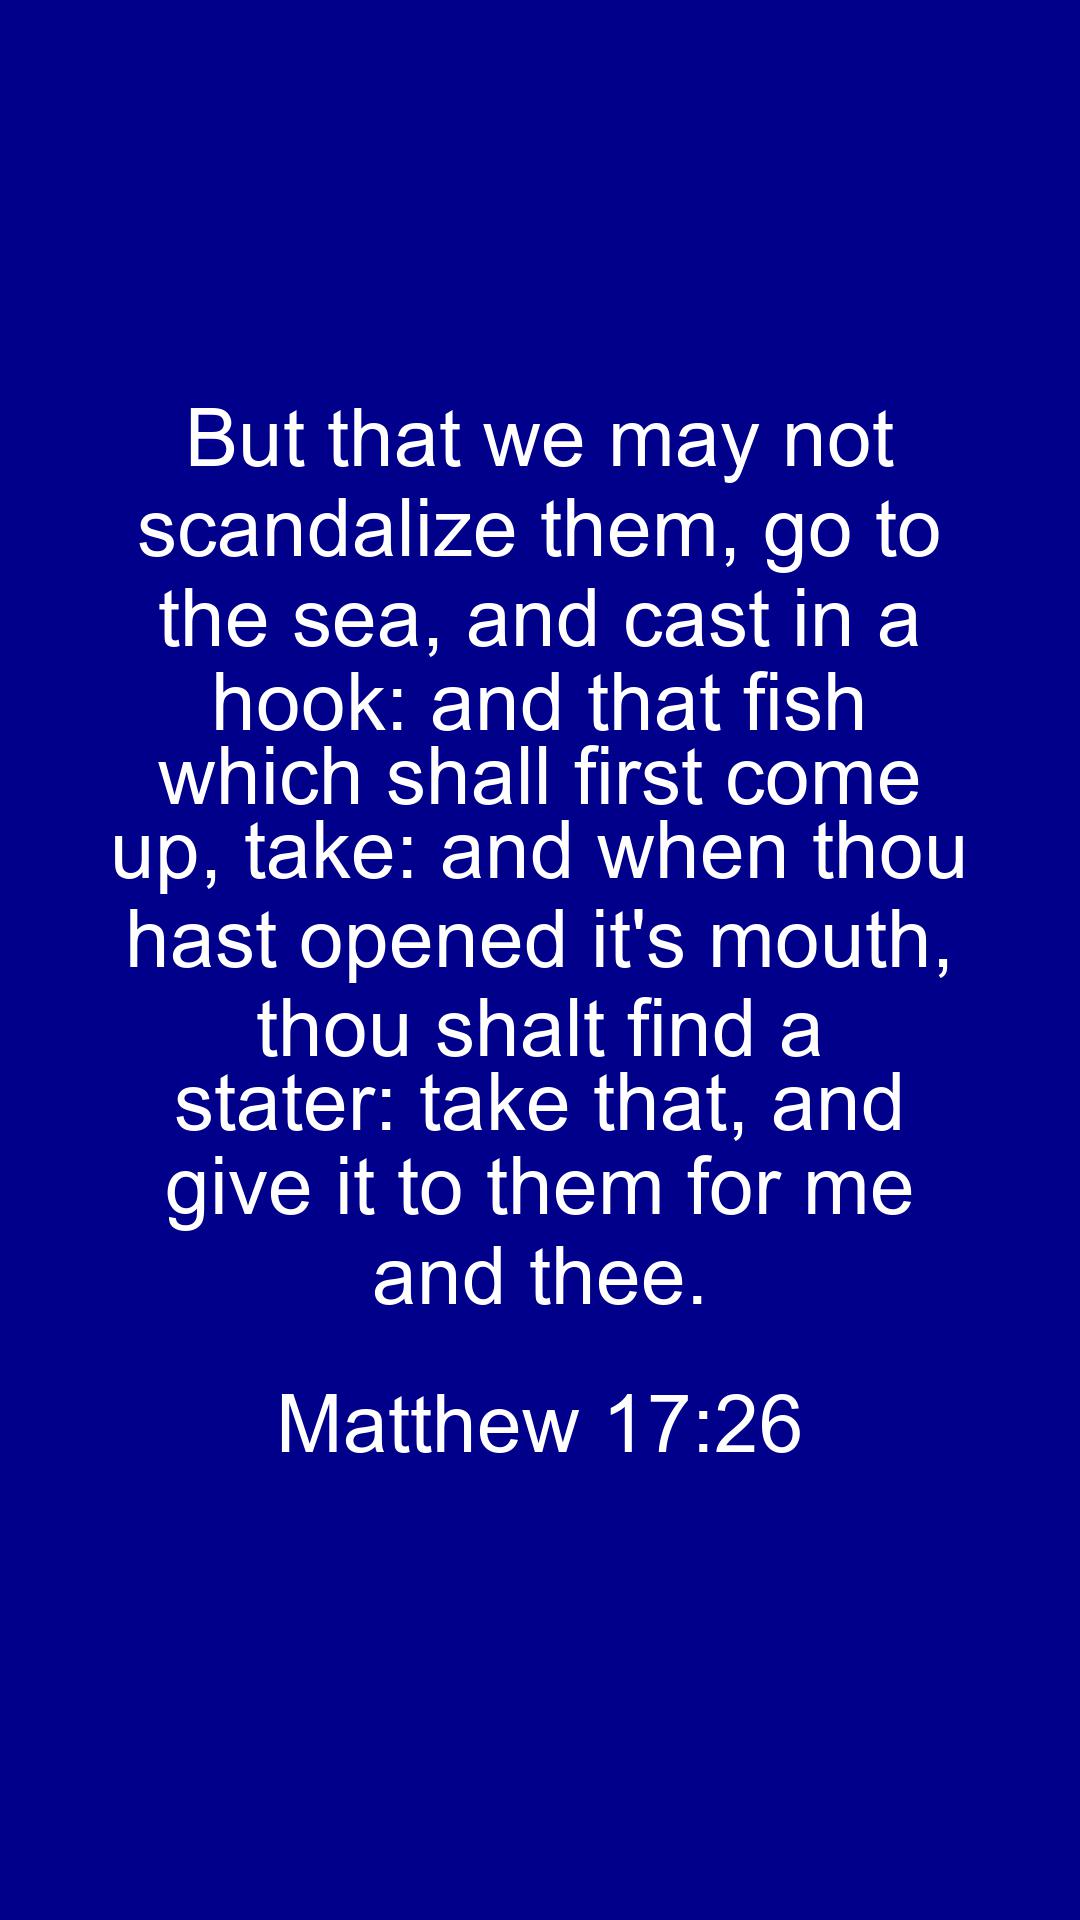 But that we may not
scandalize them, go to
the sea, and cast in a
hook: and that fish
which shall first come
up, take: and when thou
hast opened it's mouth,
thou shalt find a
stater: take that, and
give it to them for me
and thee.
Matthew 17:26